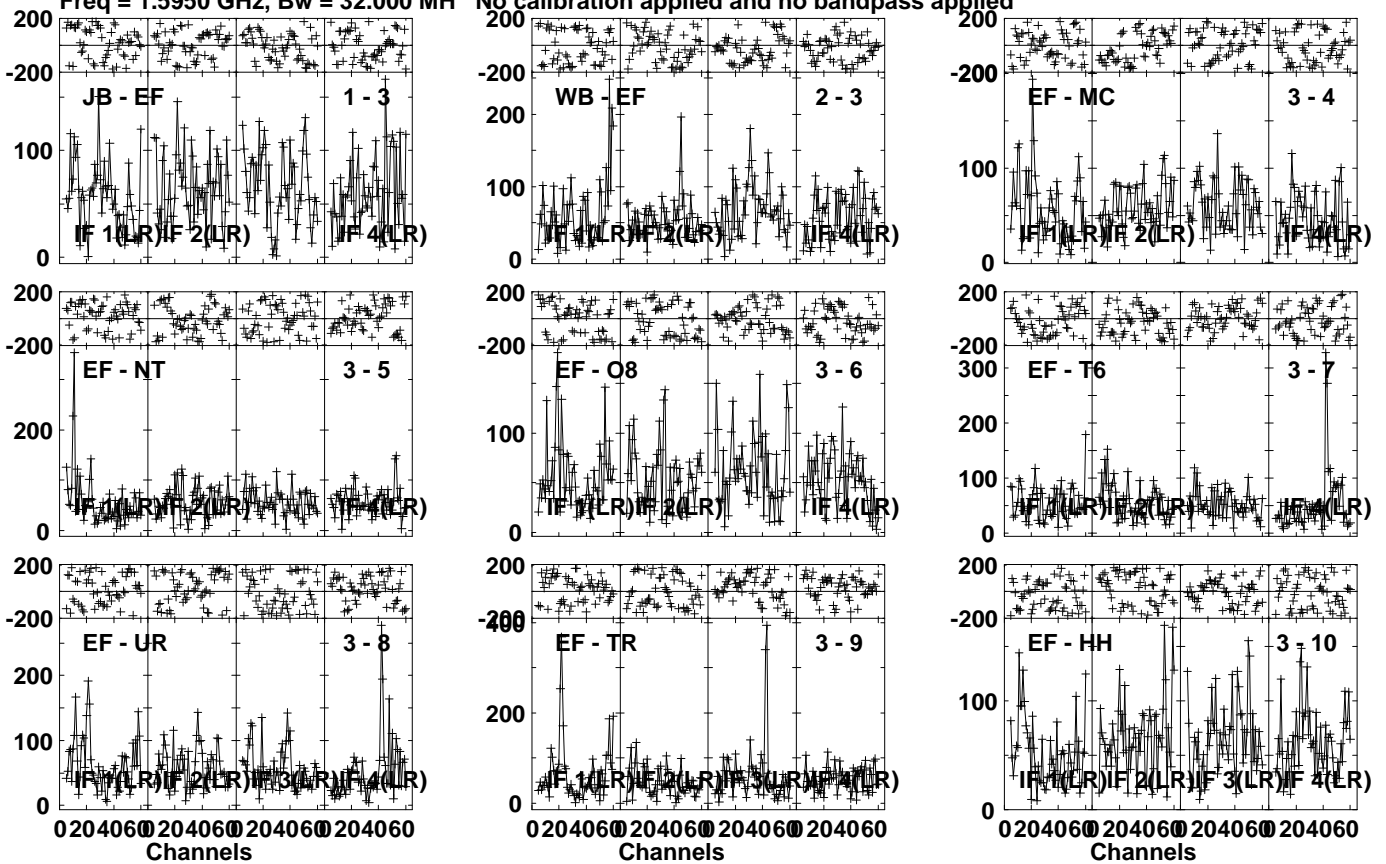 Freq = 1.5950 GHz, Bw = 32.000 MH No calibration applied and no bandpass applied
200
-200
JB - EF 1 - 3
100
IF 1(LR) IF 2(LR) IF 4(LR)
0
200
-200
WB - EF 2 - 3
200
100
IF 1(LR) IF 2(LR) IF 4(LR)
0
200
-200
200
EF - MC 3 - 4
100
IF 1(LR) IF 2(LR) IF 4(LR)
0
200
-200
EF - NT 3 - 5
200
IF 1(LR) IF 2(LR) IF 4(LR)
0
200
-200
EF - O8 3 - 6
100
IF 1(LR) IF 2(LR) IF 4(LR)
0
200
-200
300
EF - T6 3 - 7
200
100
IF 1(LR) IF 2(LR) IF 4(LR)
0
200
-200
EF - UR 3 - 8
200
100
IF 1(LR) IF 2(LR) IF 3(LR) IF 4(LR)
0
0 20 40 60 0 20 40 60 0 20 40 60 0 20 40 60
Channels
200
-200
400
EF - TR 3 - 9
200
IF 1(LR) IF 2(LR) IF 3(LR) IF 4(LR)
0
0 20 40 60 0 20 40 60 0 20 40 60 0 20 40 60
Channels
200
-200
EF - HH 3 - 10
100
IF 1(LR) IF 2(LR) IF 3(LR) IF 4(LR)
0
0 20 40 60 0 20 40 60 0 20 40 60 0 20 40 60
Channels